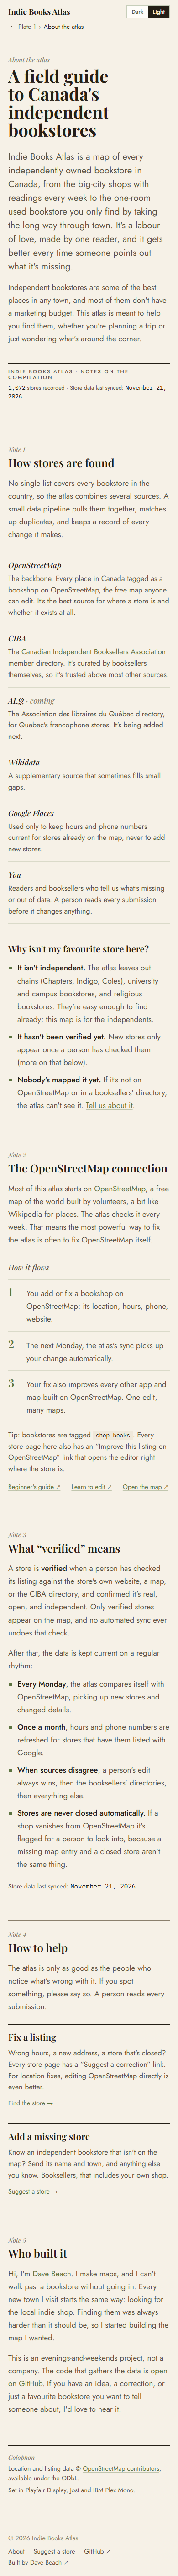 Indie Books Atlas
Dark Light
Plate 1 › About the atlas
About the atlas
A field guide
to Canada's
independent
bookstores
Indie Books Atlas is a map of every
independently owned bookstore in
Canada, from the big-city shops with
readings every week to the one-room
used bookstore you only find by taking
the long way through town. It's a labour
of love, made by one reader, and it gets
better every time someone points out
what it's missing.
Independent bookstores are some of the best
places in any town, and most of them don't have
a marketing budget. This atlas is meant to help
you find them, whether you're planning a trip or
just wondering what's around the corner.
INDIE BOOKS ATLAS · NOTES ON THE
COMPILATION
1,072 stores recorded · Store data last synced: November 21,
2026
Note 1
How stores are found
No single list covers every bookstore in the
country, so the atlas combines several sources. A
small data pipeline pulls them together, matches
up duplicates, and keeps a record of every
change it makes.
OpenStreetMap
The backbone. Every place in Canada tagged as a
bookshop on OpenStreetMap, the free map anyone
can edit. It's the best source for where a store is and
whether it exists at all.
CIBA
The Canadian Independent Booksellers Association
member directory. It's curated by booksellers
themselves, so it's trusted above most other sources.
ALQ · coming
The Association des libraires du Québec directory,
for Quebec's francophone stores. It's being added
next.
Wikidata
A supplementary source that sometimes fills small
gaps.
Google Places
Used only to keep hours and phone numbers
current for stores already on the map, never to add
new stores.
You
Readers and booksellers who tell us what's missing
or out of date. A person reads every submission
before it changes anything.
Why isn't my favourite store here?
It isn't independent. The atlas leaves out
chains (Chapters, Indigo, Coles), university
and campus bookstores, and religious
bookstores. They're easy enough to find
already; this map is for the independents.
It hasn't been verified yet. New stores only
appear once a person has checked them
(more on that below).
Nobody's mapped it yet. If it's not on
OpenStreetMap or in a booksellers' directory,
the atlas can't see it. Tell us about it.
Note 2
The OpenStreetMap connection
Most of this atlas starts on OpenStreetMap, a free
map of the world built by volunteers, a bit like
Wikipedia for places. The atlas checks it every
week. That means the most powerful way to fix
the atlas is often to fix OpenStreetMap itself.
How it flows
1 You add or fix a bookshop on
OpenStreetMap: its location, hours, phone,
website.
2 The next Monday, the atlas's sync picks up
your change automatically.
3 Your fix also improves every other app and
map built on OpenStreetMap. One edit,
many maps.
Tip: bookstores are tagged shop=books. Every
store page here also has an "Improve this listing on
OpenStreetMap" link that opens the editor right
where the store is.
Beginner's guide ↗ Learn to edit ↗ Open the map ↗
Note 3
What “verified” means
A store is verified when a person has checked
its listing against the store's own website, a map,
or the CIBA directory, and confirmed it's real,
open, and independent. Only verified stores
appear on the map, and no automated sync ever
undoes that check.
After that, the data is kept current on a regular
rhythm:
Every Monday, the atlas compares itself with
OpenStreetMap, picking up new stores and
changed details.
Once a month, hours and phone numbers are
refreshed for stores that have them listed with
Google.
When sources disagree, a person's edit
always wins, then the booksellers' directories,
then everything else.
Stores are never closed automatically. If a
shop vanishes from OpenStreetMap it's
flagged for a person to look into, because a
missing map entry and a closed store aren't
the same thing.
Store data last synced: November 21, 2026
Note 4
How to help
The atlas is only as good as the people who
notice what's wrong with it. If you spot
something, please say so. A person reads every
submission.
Fix a listing
Wrong hours, a new address, a store that's closed?
Every store page has a “Suggest a correction” link.
For location fixes, editing OpenStreetMap directly is
even better.
Find the store →
Add a missing store
Know an independent bookstore that isn't on the
map? Send its name and town, and anything else
you know. Booksellers, that includes your own shop.
Suggest a store →
Note 5
Who built it
Hi, I'm Dave Beach. I make maps, and I can't
walk past a bookstore without going in. Every
new town I visit starts the same way: looking for
the local indie shop. Finding them was always
harder than it should be, so I started building the
map I wanted.
This is an evenings-and-weekends project, not a
company. The code that gathers the data is open
on GitHub. If you have an idea, a correction, or
just a favourite bookstore you want to tell
someone about, I'd love to hear it.
Colophon
Location and listing data © OpenStreetMap contributors,
available under the ODbL.
Set in Playfair Display, Jost and IBM Plex Mono.
© 2026 Indie Books Atlas
About Suggest a store GitHub ↗
Built by Dave Beach ↗